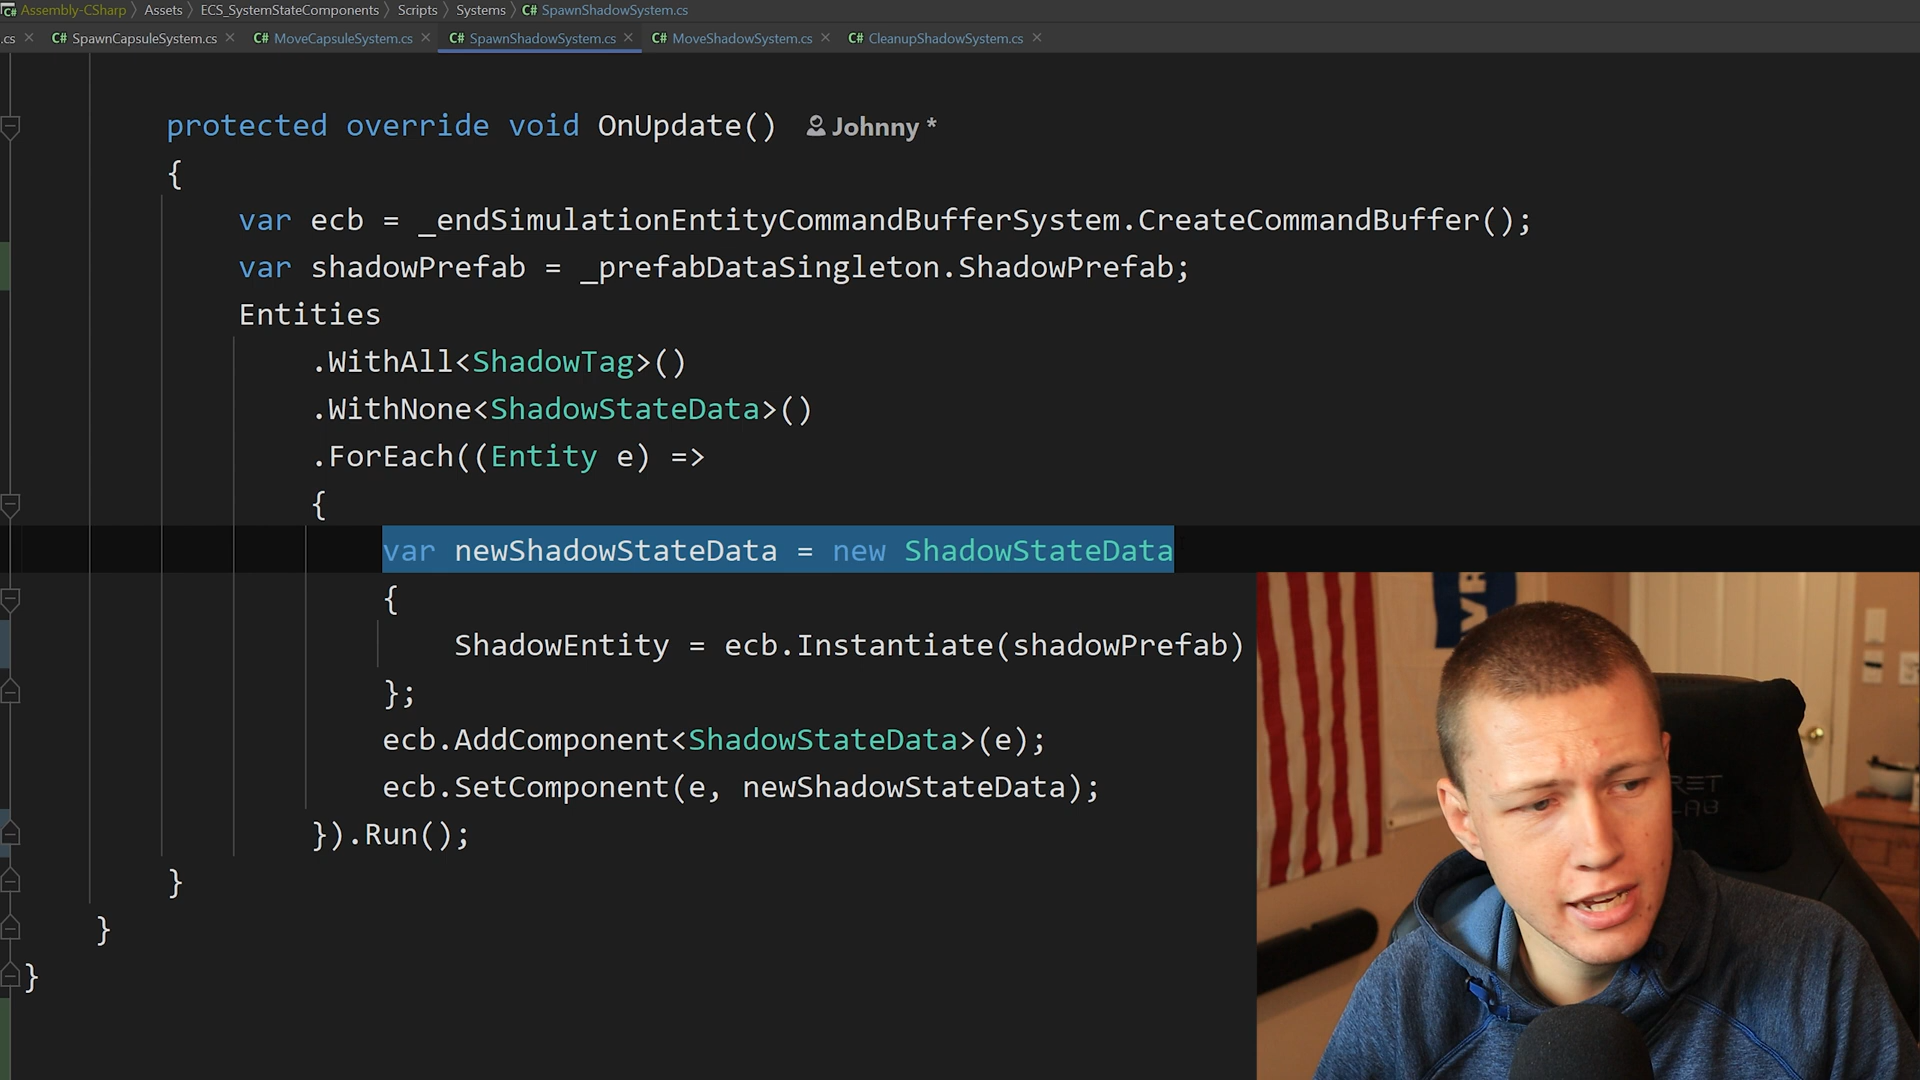 Assembly-CSharp > Assets > ECS_SystemStateComponents > Scripts > Systems > C# SpawnShadowSystem.cs
.cs × C# SpawnCapsuleSystem.cs × C# MoveCapsuleSystem.cs × C# SpawnShadowSystem.cs × C# MoveShadowSystem.cs × C# CleanupShadowSystem.cs ×
protected override void OnUpdate() Johnny *
{
var ecb = _endSimulationEntityCommandBufferSystem.CreateCommandBuffer();
var shadowPrefab = _prefabDataSingleton.ShadowPrefab;
Entities
.WithAll<ShadowTag>()
.WithNone<ShadowStateData>()
.ForEach((Entity e) =>
{
var newShadowStateData = new ShadowStateData
{
ShadowEntity = ecb.Instantiate(shadowPrefab)
};
ecb.AddComponent<ShadowStateData>(e);
ecb.SetComponent(e, newShadowStateData);
}).Run();
}
}
}